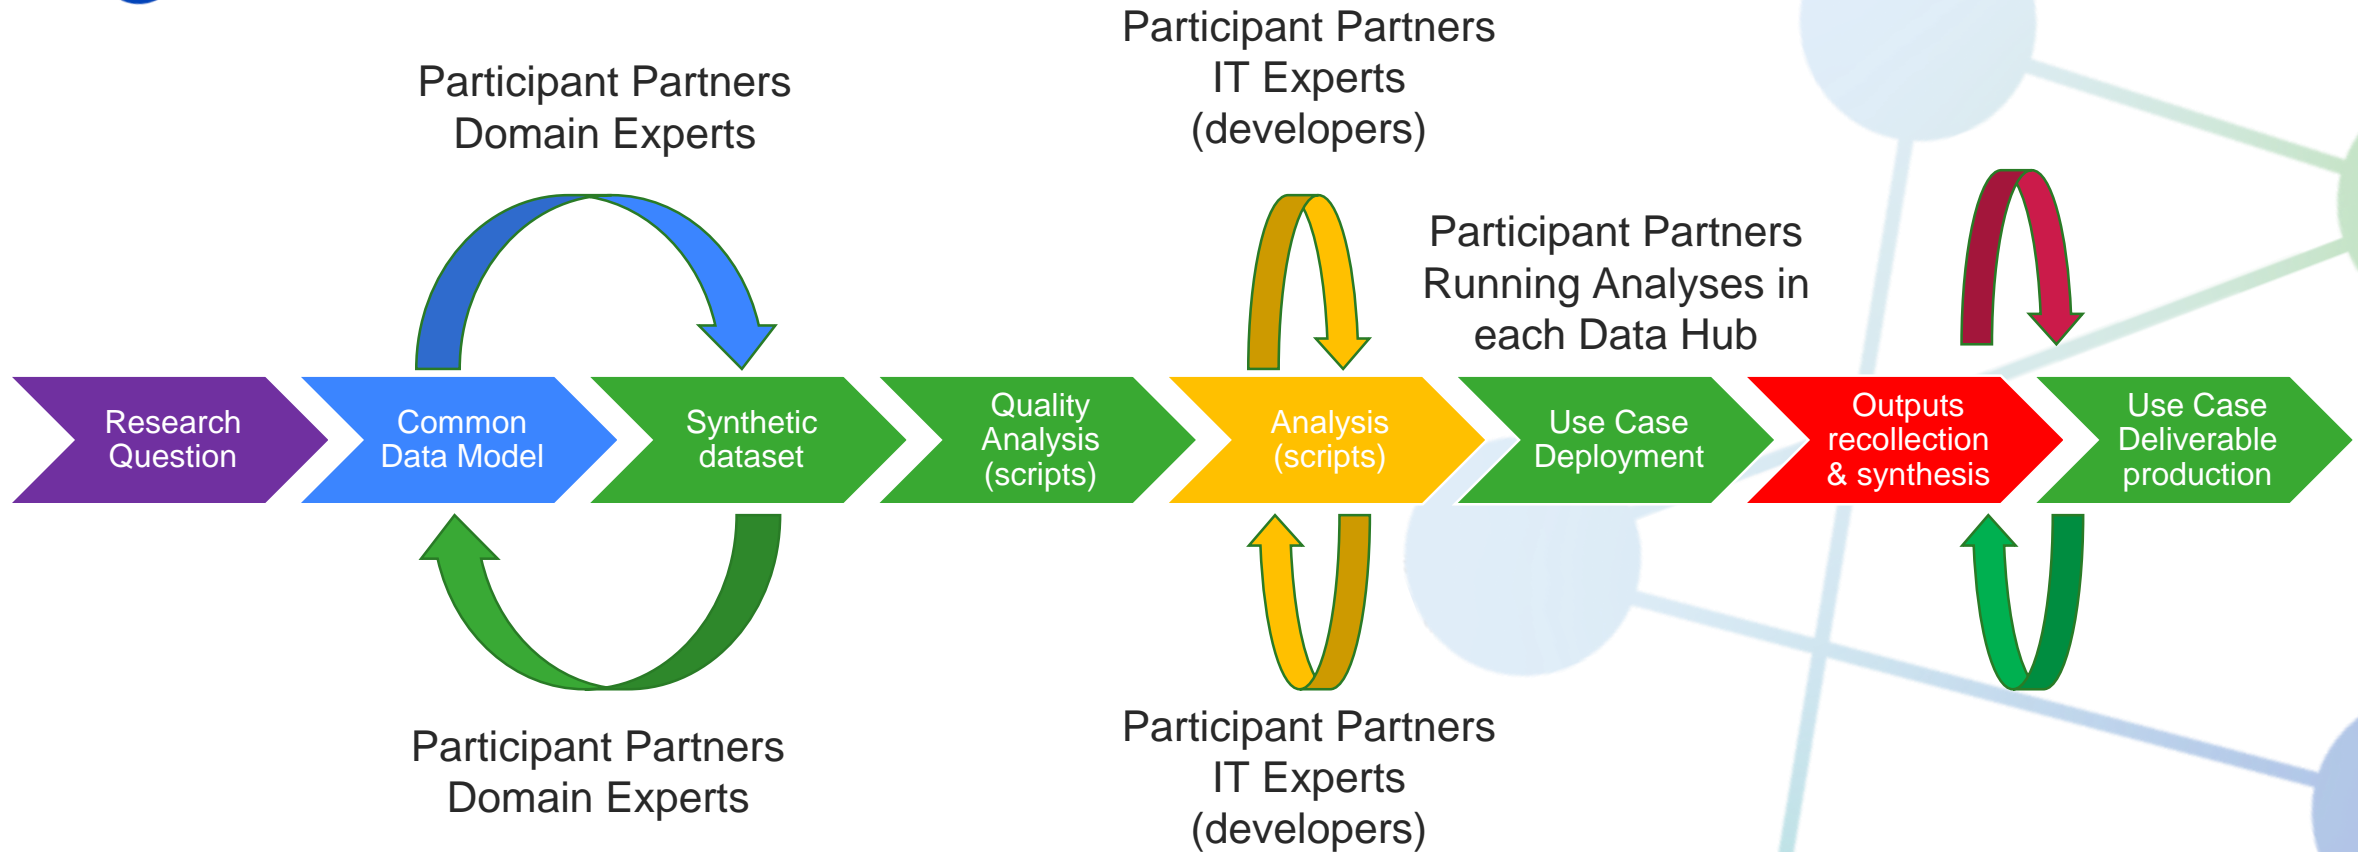 Participant Partners
Domain Experts
Participant Partners
IT Experts
(developers)
Participant Partners
Running Analyses in
each Data Hub
Research
Question
Common
Data Model
Synthetic
dataset
Quality
Analysis
(scripts)
Analysis
(scripts)
Use Case
Deployment
Outputs
recollection
& synthesis
Use Case
Deliverable
production
Participant Partners
Domain Experts
Participant Partners
IT Experts
(developers)